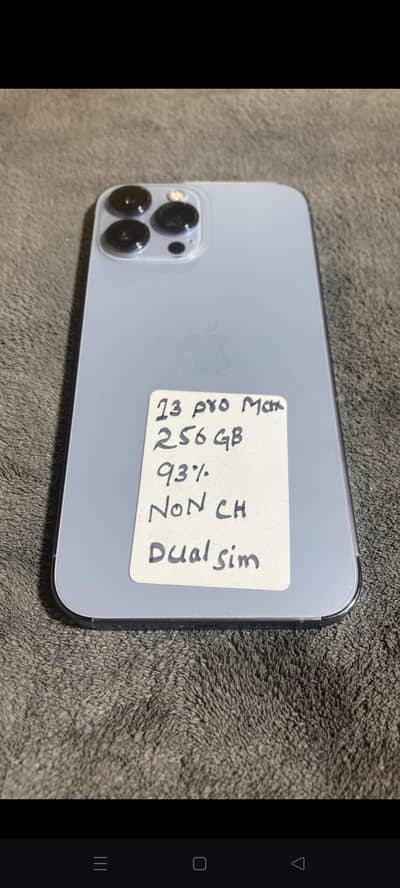 13 pro Max
256 GB
93%
NON CH
Dual sim